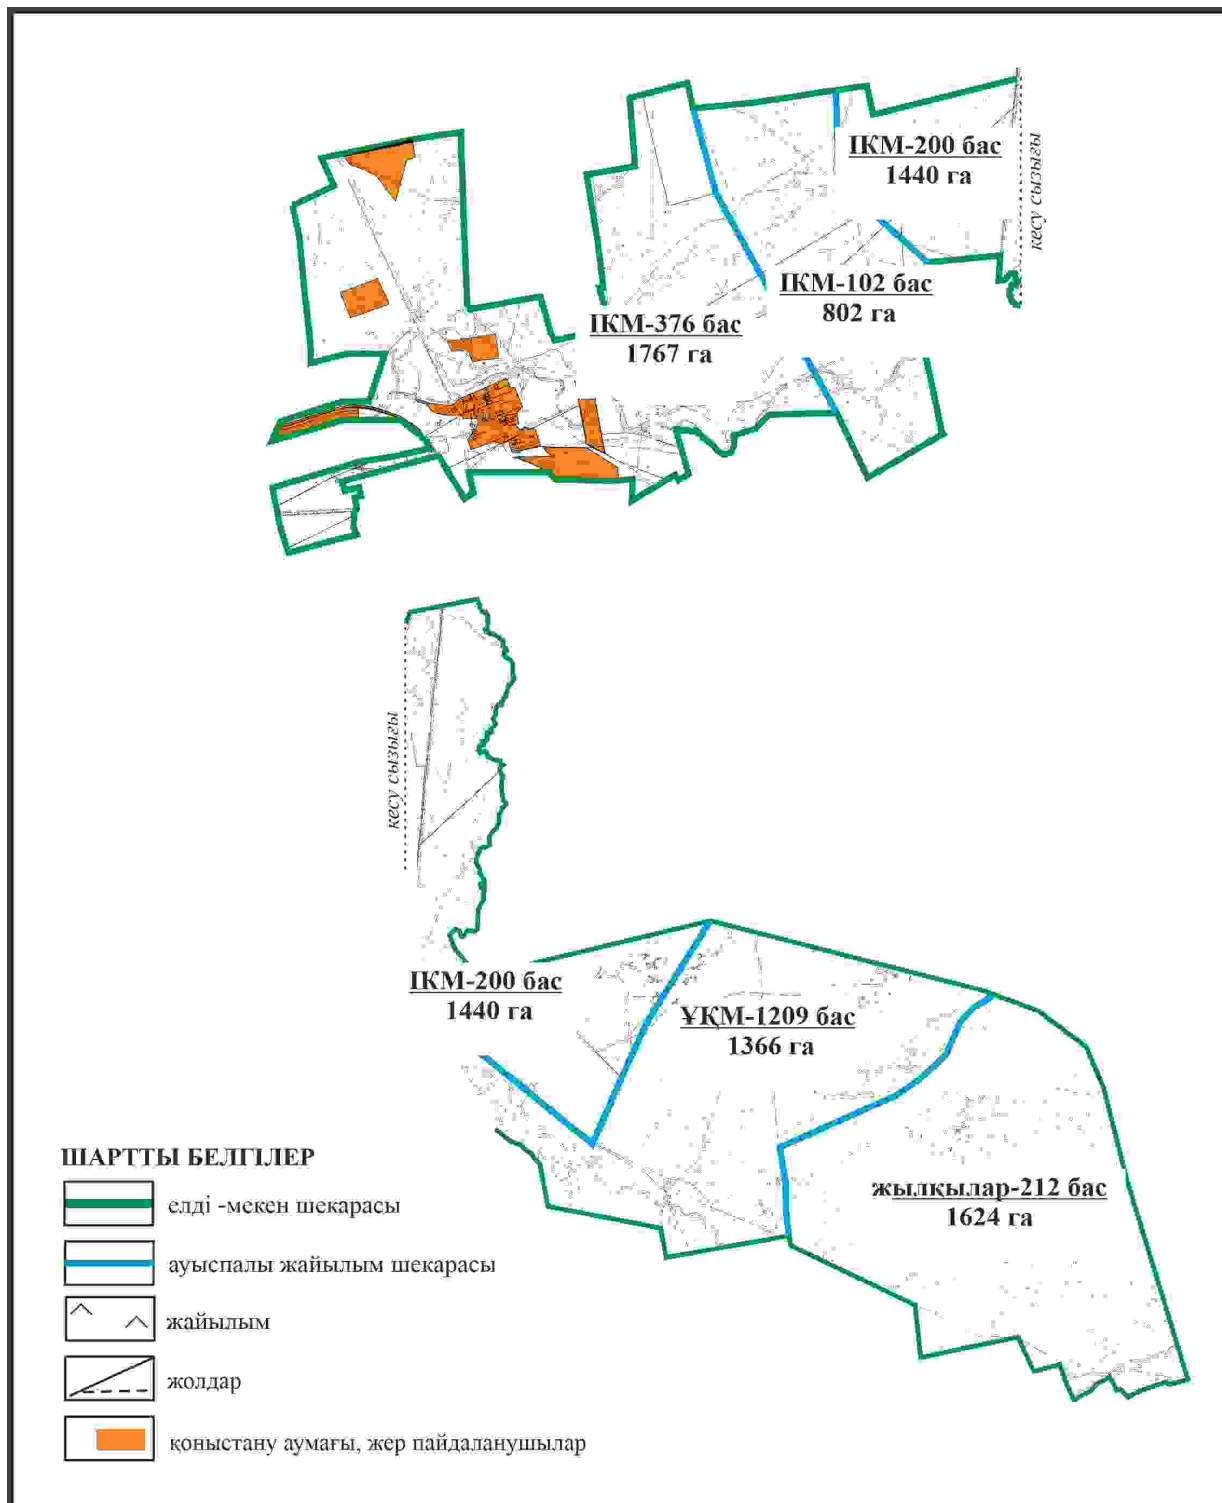 ІКМ-200 бас
1440 га
кесу сызығы
ІКМ-102 бас
802 га
ІКМ-376 бас
1767 га
кесу сызығы
ІКМ-200 бас
1440 га
ҰҚМ-1209 бас
1366 га
жылқылар-212 бас
1624 га
ШАРТТЫ БЕЛГІЛЕР
елді -мекен шекарасы
ауыспалы жайылым шекарасы
жайылым
жолдар
қоныстану аумағы, жер пайдаланушылар